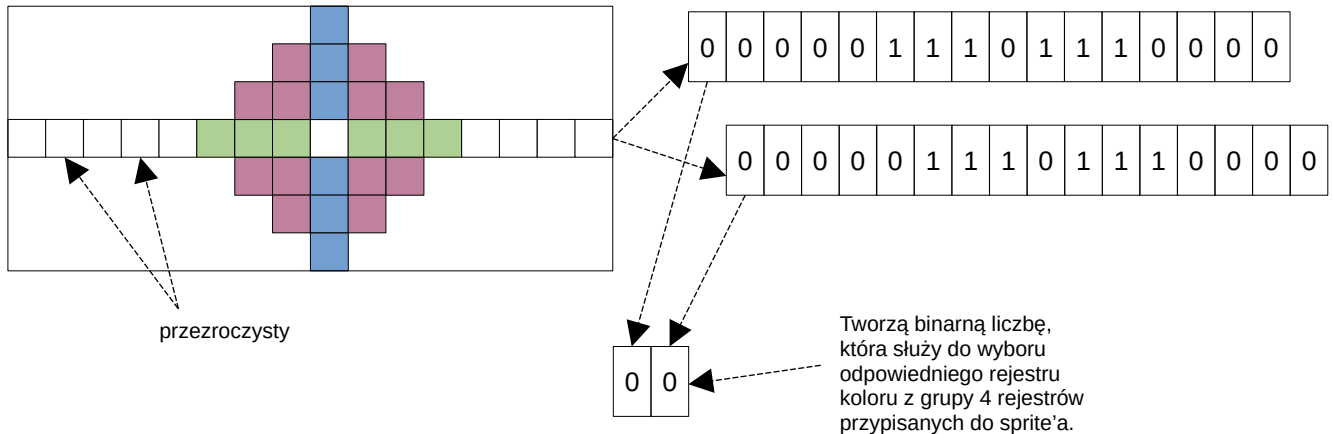 0 0 0 0 0 1 1 1 0 1 1 1 0 0 0 0
0 0 0 0 0 1 1 1 0 1 1 1 0 0 0 0
przezroczysty
0 0
Tworzą binarną liczbę,
która służy do wyboru
odpowiedniego rejestru
koloru z grupy 4 rejestrów
przypisanych do sprite’a.